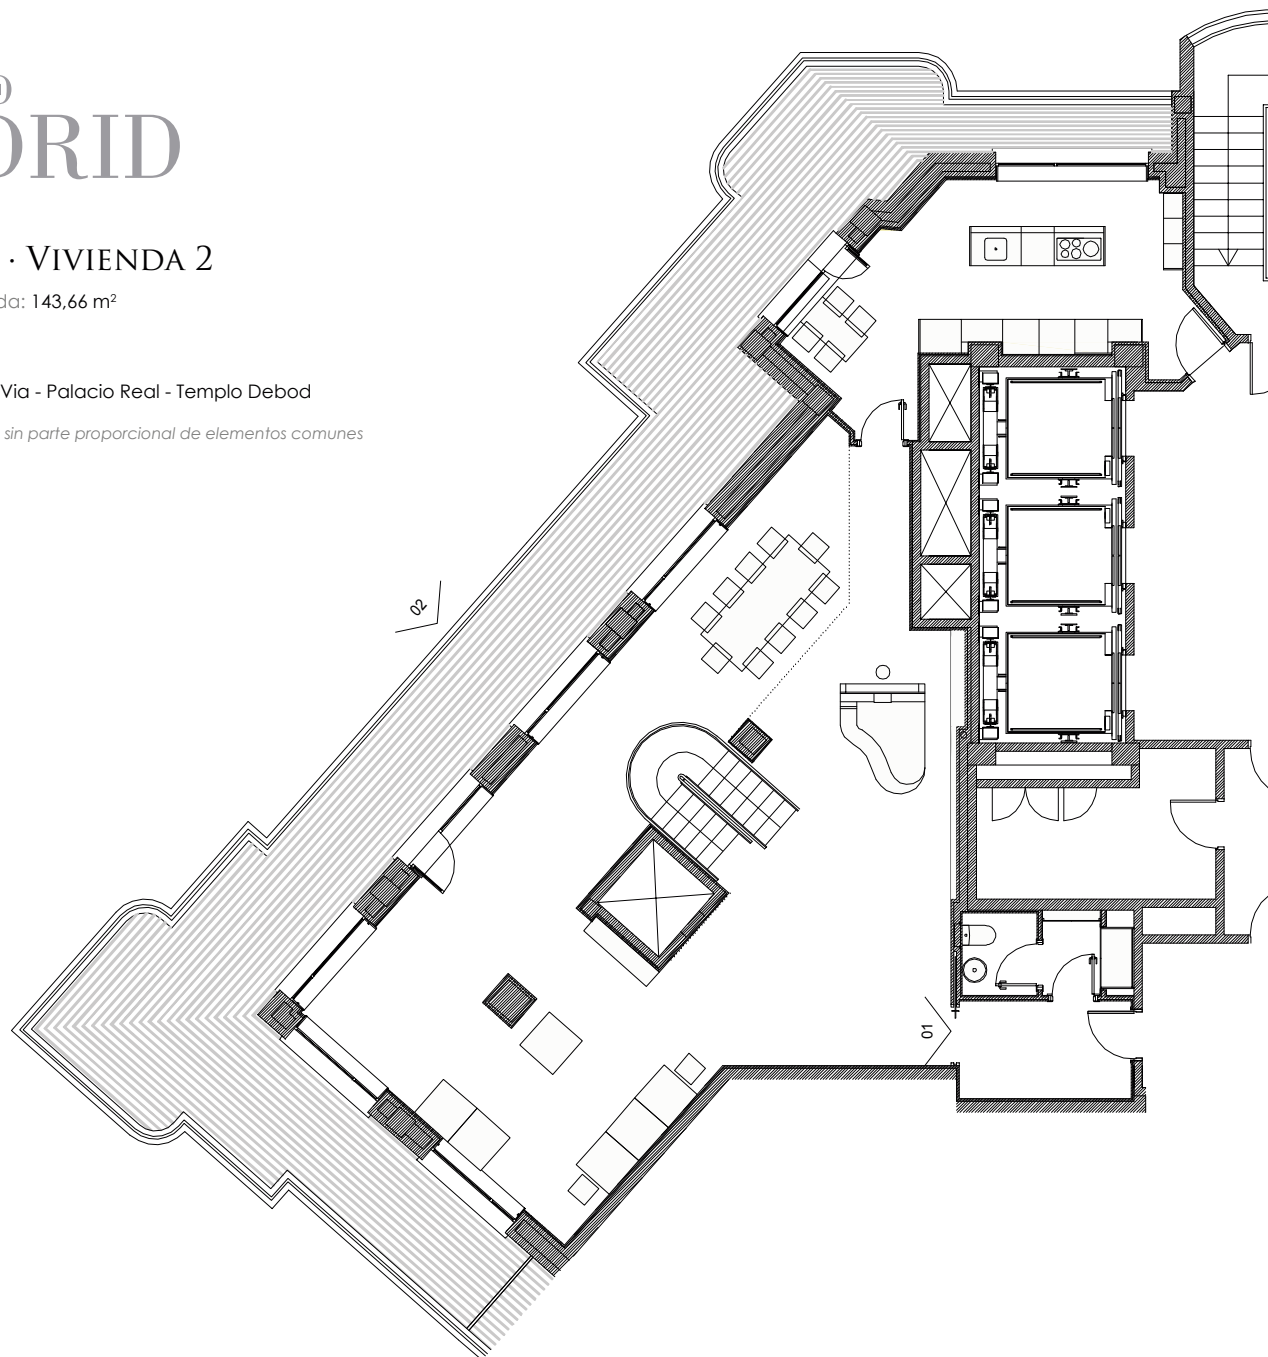 ORID
· VIVIENDA 2
da: 143,66 m²
Via - Palacio Real - Templo Debod
sin parte proporcional de elementos comunes
02
01